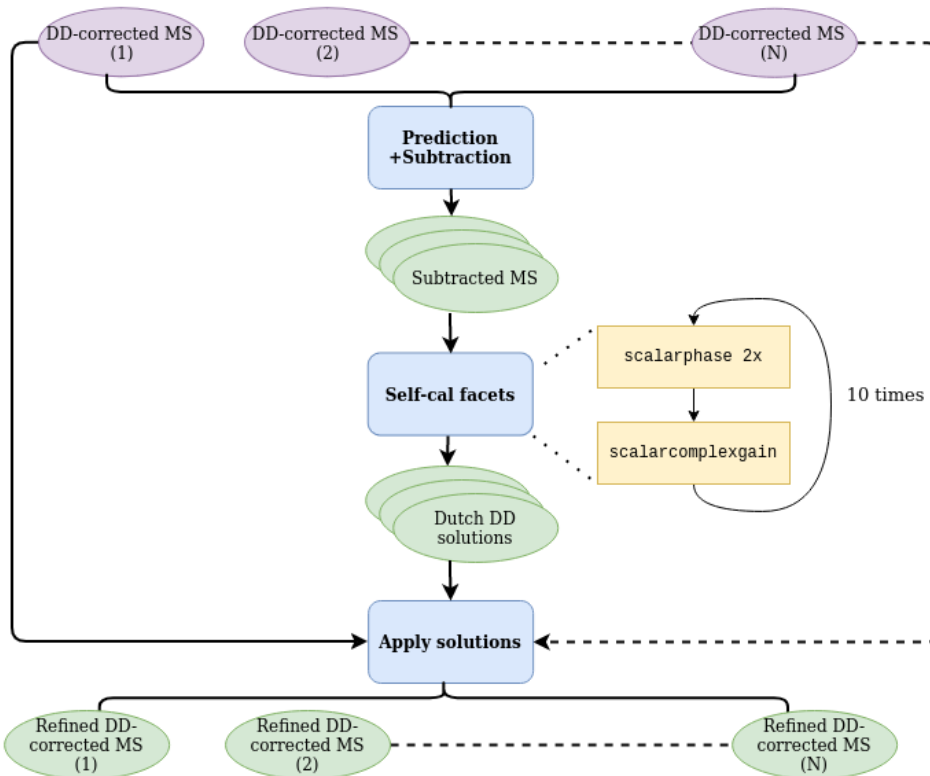 DD-corrected MS
(1)
DD-corrected MS
(2)
DD-corrected MS
(N)
Prediction
+Subtraction
Subtracted MS
Self-cal facets
scalarphase 2x
scalarcomplexgain
10 times
Dutch DD
solutions
Apply solutions
Refined DD-
corrected MS
(1)
Refined DD-
corrected MS
(2)
Refined DD-
corrected MS
(N)